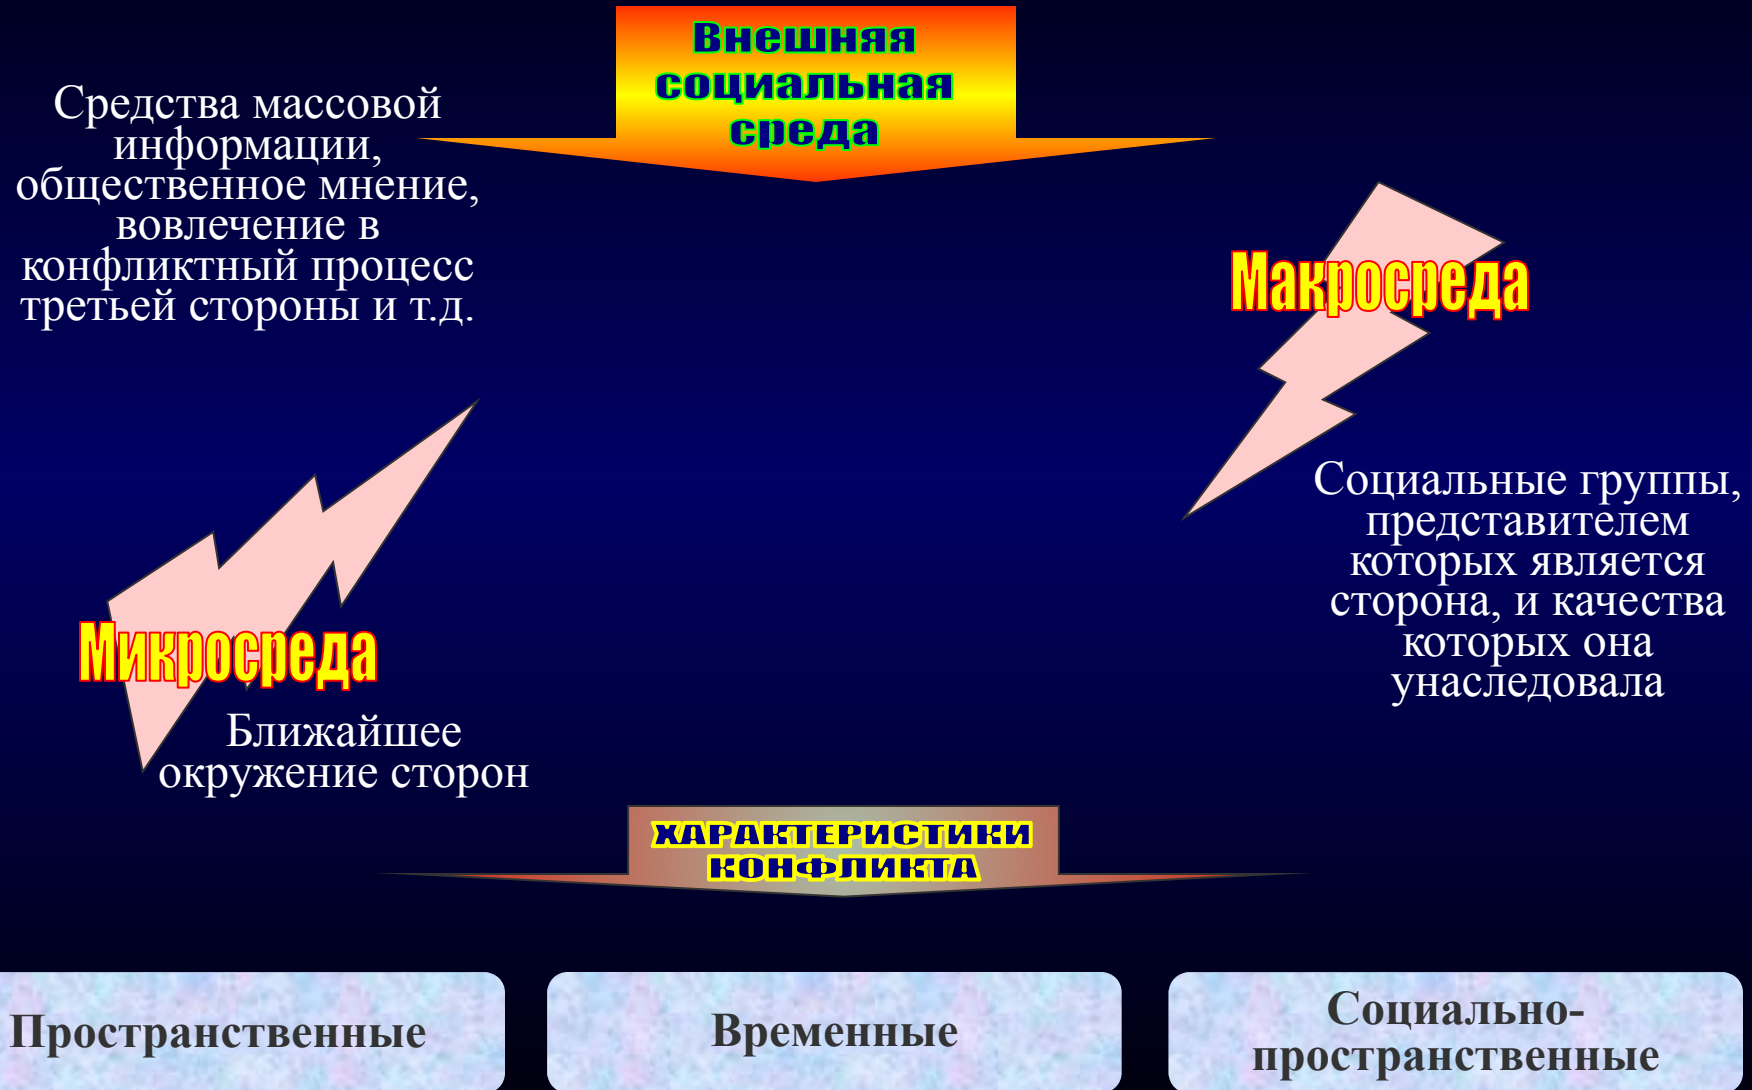 Внешняя
социальная
среда
Средства массовой
информации,
общественное мнение,
вовлечение в
конфликтный процесс
третьей стороны и т.д.
Макросреда
Социальные группы,
представителем
которых является
сторона, и качества
которых она
унаследовала
Микросреда
Ближайшее
окружение сторон
ХАРАКТЕРИСТИКИ
КОНФЛИКТА
Пространственные
Временные
Социально-
пространственные